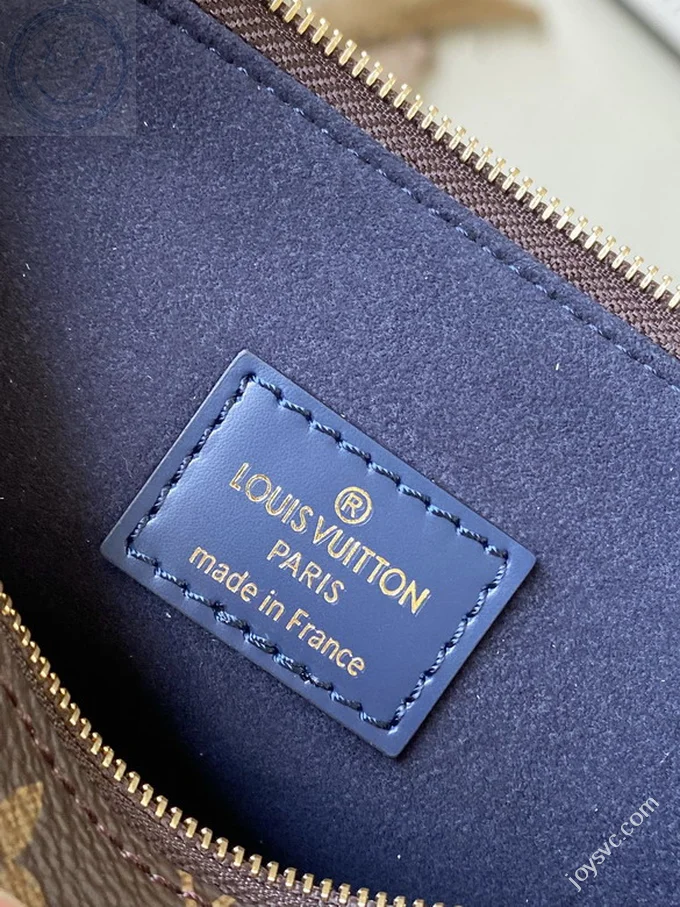 ®
LOUIS VUITTON
PARIS
made in France
joysvc.com